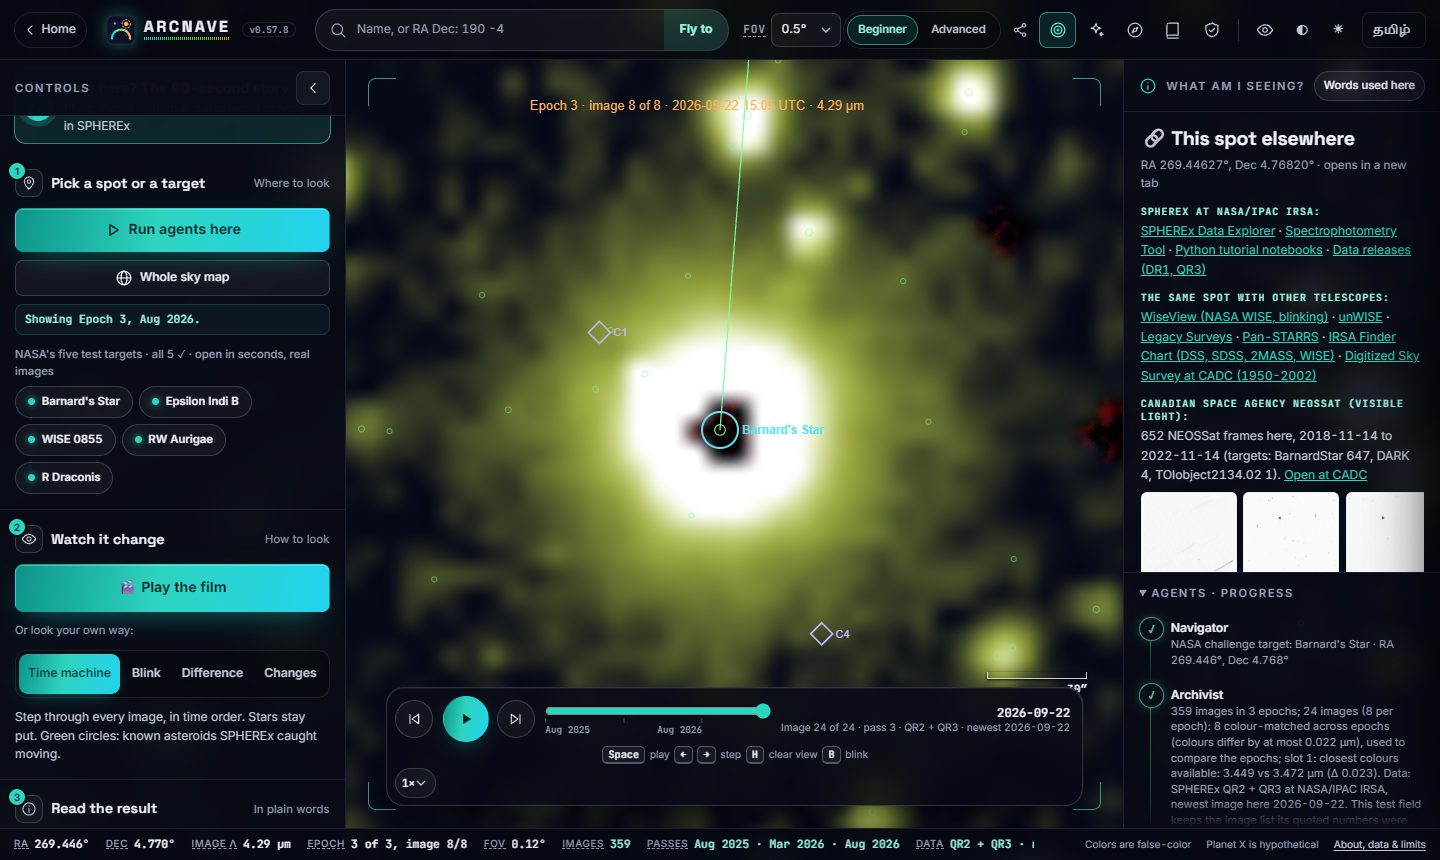 Home
ARCNAVE
v0.57.8
Name, or RA Dec: 190 -4
Fly to
FOV
0.5°
Beginner
Advanced
தமிழ்
CONTROLS
in SPHEREx
1
Pick a spot or a target
Where to look
Run agents here
Whole sky map
Showing Epoch 3, Aug 2026.
NASA's five test targets · all 5 ✓ · open in seconds, real
images
Barnard's Star
Epsilon Indi B
WISE 0855
RW Aurigae
R Draconis
2
Watch it change
How to look
Play the film
Or look your own way:
Time machine
Blink
Difference
Changes
Step through every image, in time order. Stars stay
put. Green circles: known asteroids SPHEREx caught
moving.
3
Read the result
In plain words
Epoch 3 · image 8 of 8 · 2026-09-22 15:05 UTC · 4.29 µm
C1
Barnard's Star
C4
Aug 2025
Aug 2026
2026-09-22
Image 24 of 24 · pass 3 · QR2 + QR3 · newest 2026-09-22
Space play ← → step H clear view B blink
1×
WHAT AM I SEEING?
Words used here
This spot elsewhere
RA 269.44627°, Dec 4.76820° · opens in a new
tab
SPHEREX AT NASA/IPAC IRSA:
SPHEREx Data Explorer · Spectrophotometry
Tool · Python tutorial notebooks · Data releases
(DR1, QR3)
THE SAME SPOT WITH OTHER TELESCOPES:
WiseView (NASA WISE, blinking) · unWISE ·
Legacy Surveys · Pan-STARRS · IRSA Finder
Chart (DSS, SDSS, 2MASS, WISE) · Digitized Sky
Survey at CADC (1950-2002)
CANADIAN SPACE AGENCY NEOSSAT (VISIBLE
LIGHT):
652 NEOSSat frames here, 2018-11-14 to
2022-11-14 (targets: BarnardStar 647, DARK
4, TOIobject2134.02 1). Open at CADC
AGENTS · PROGRESS
Navigator
NASA challenge target: Barnard's Star · RA
269.446°, Dec 4.768°
Archivist
359 images in 3 epochs; 24 images (8 per
epoch): 8 colour-matched across epochs
(colours differ by at most 0.022 µm), used to
compare the epochs; slot 1: closest colours
available: 3.449 vs 3.472 µm (Δ 0.023). Data:
SPHEREx QR2 + QR3 at NASA/IPAC IRSA,
newest image here 2026-09-22. This test field
keeps the image list its quoted numbers were
RA 269.446° DEC 4.770° IMAGE Λ 4.29 µm EPOCH 3 of 3, image 8/8 FOV 0.12° IMAGES 359 PASSES Aug 2025 · Mar 2026 · Aug 2026 DATA QR2 + QR3 ·
Colors are false-color
Planet X is hypothetical
About, data & limits